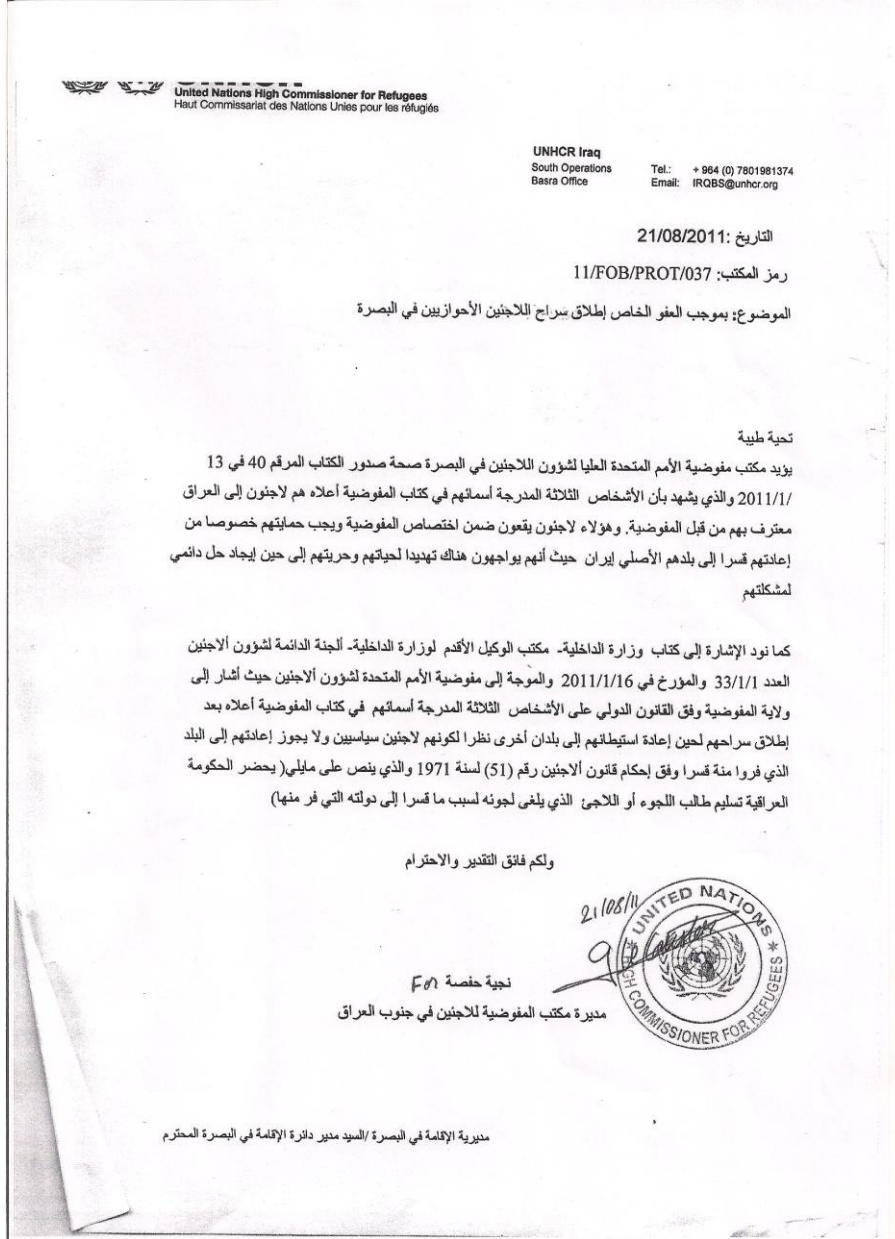 United Nations High Commissioner for Refugees
Haut Commissariat des Nations Unies pour les réfugiés
UNHCR Iraq
South Operations Tel.: + 964 (0) 7801981374
Basra Office Email: IRQBS@unhcr.org
التاريخ :21/08/2011
رمز المكتب: 11/FOB/PROT/037
الموضوع: بموجب العفو الخاص إطلاق سراح اللاجئين الأحوازيين في البصرة
تحية طيبة
يؤيد مكتب مفوضية الأمم المتحدة العليا لشؤون اللاجئين في البصرة صحة صدور الكتاب المرقم 40 في 13
/2011/1 والذي يشهد بأن الأشخاص الثلاثة المدرجة أسمائهم في كتاب المفوضية أعلاه هم لاجئون إلى العراق
معترف بهم من قبل المفوضية. وهؤلاء لاجئون يقعون ضمن اختصاص المفوضية ويجب حمايتهم خصوصا من
إعادتهم قسرا إلى بلدهم الأصلي إيران حيث أنهم يواجهون هناك تهديدا لحياتهم وحريتهم إلى حين إيجاد حل دائمي
لمشكلتهم
كما نود الإشارة إلى كتاب وزارة الداخلية- مكتب الوكيل الأقدم لوزارة الداخلية- ألجنة الدائمة لشؤون ألاجئين
العدد 33/1/1 والمؤرخ في 2011/1/16 والموجة إلى مفوضية الأمم المتحدة لشؤون ألاجئين حيث أشار إلى
ولاية المفوضية وفق القانون الدولي على الأشخاص الثلاثة المدرجة أسمائهم في كتاب المفوضية أعلاه بعد
إطلاق سراحهم لحين إعادة استيطانهم إلى بلدان أخرى نظرا لكونهم لاجئين سياسيين ولا يجوز إعادتهم إلى البلد
الذي فروا منة قسرا وفق إحكام قانون ألاجئين رقم (51) لسنة 1971 والذي ينص على مايلي( يحضر الحكومة
العراقية تسليم طالب اللجوء أو اللاجئ الذي يلغى لجوئه لسبب ما قسرا إلى دولته التي فر منها)
ولكم فائق التقدير والاحترام
21/08/11
UNITED NATIONS
HIGH COMMISSIONER FOR REFUGEES
نجية حفصة For
مديرة مكتب المفوضية للاجئين في جنوب العراق
مديرية الإقامة في البصرة /السيد مدير دائرة الإقامة في البصرة المحترم